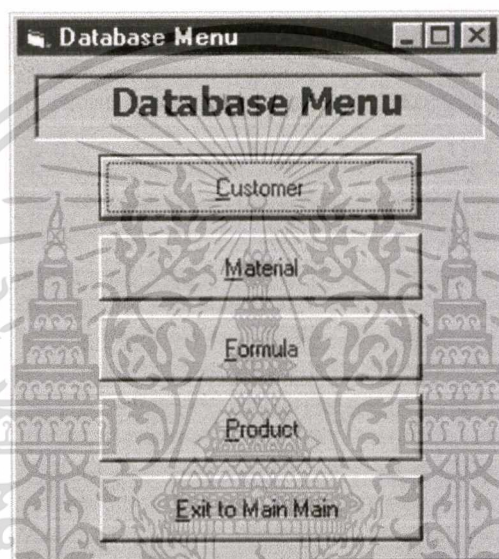 Database Menu
Database Menu
Customer
Material
Formula
Product
Exit to Main Main